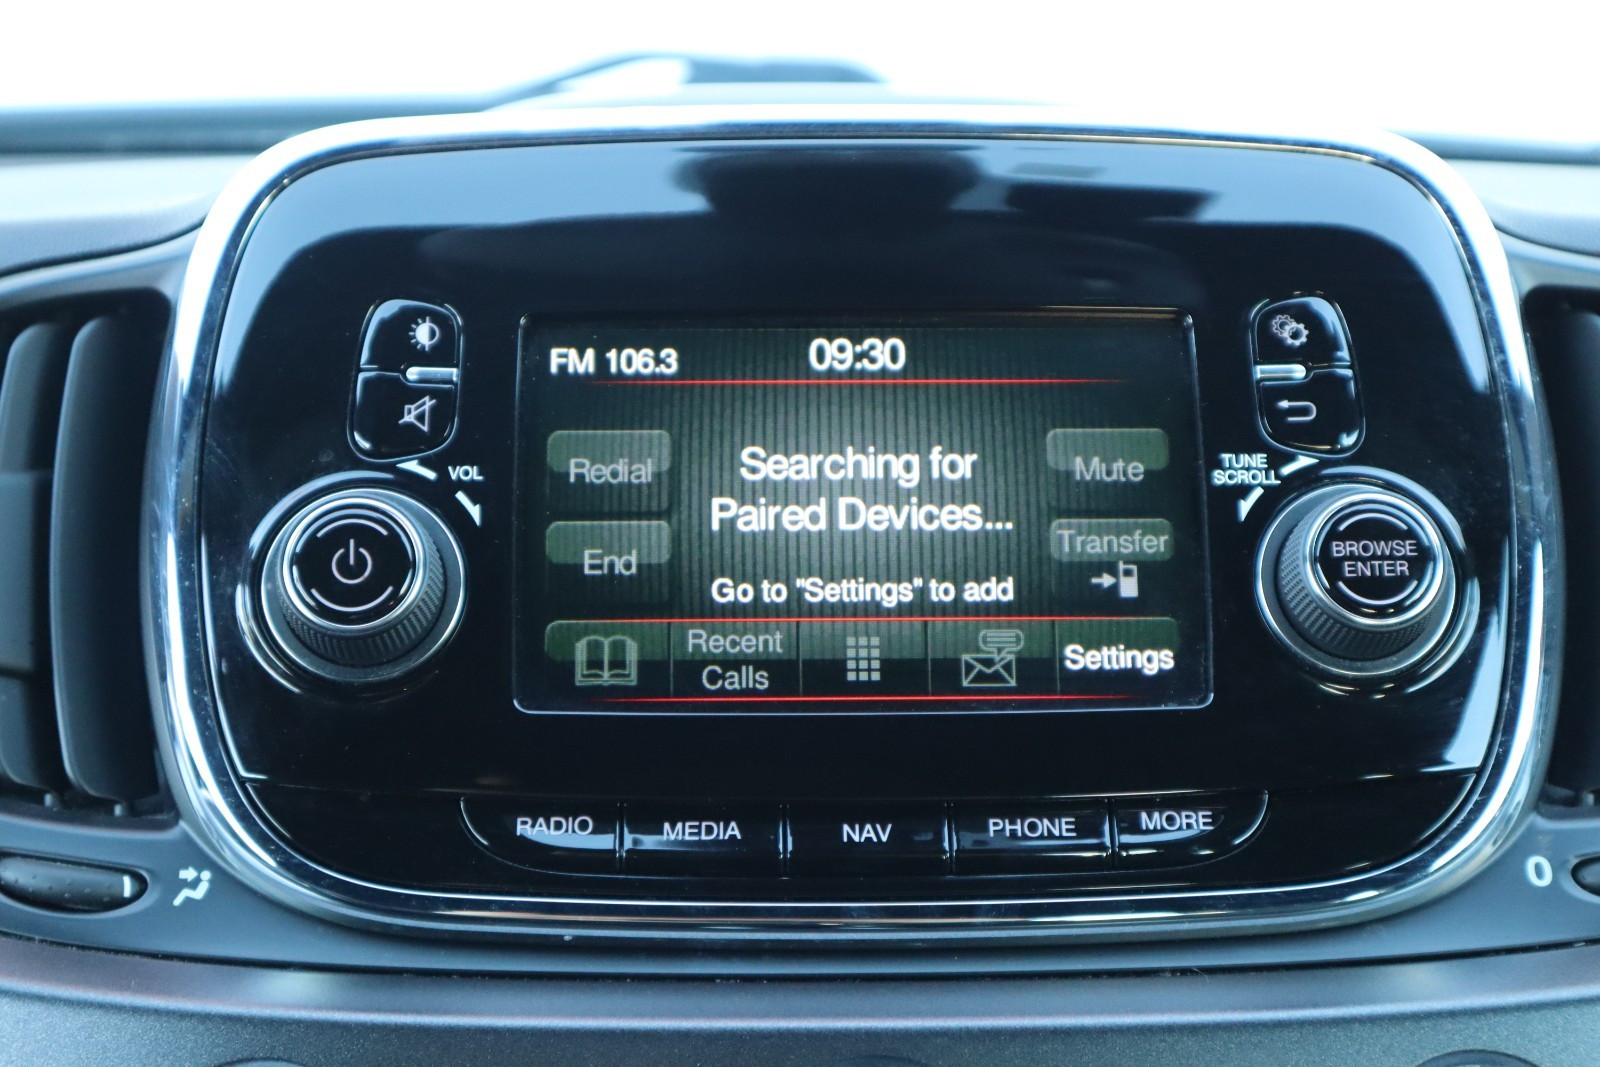 FM 106.3
09:30
VOL
TUNE
SCROLL
Redial
Searching for
Paired Devices...
Mute
End
Go to "Settings" to add
Transfer
BROWSE
ENTER
Recent
Calls
Settings
RADIO
MEDIA
NAV
PHONE
MORE
0